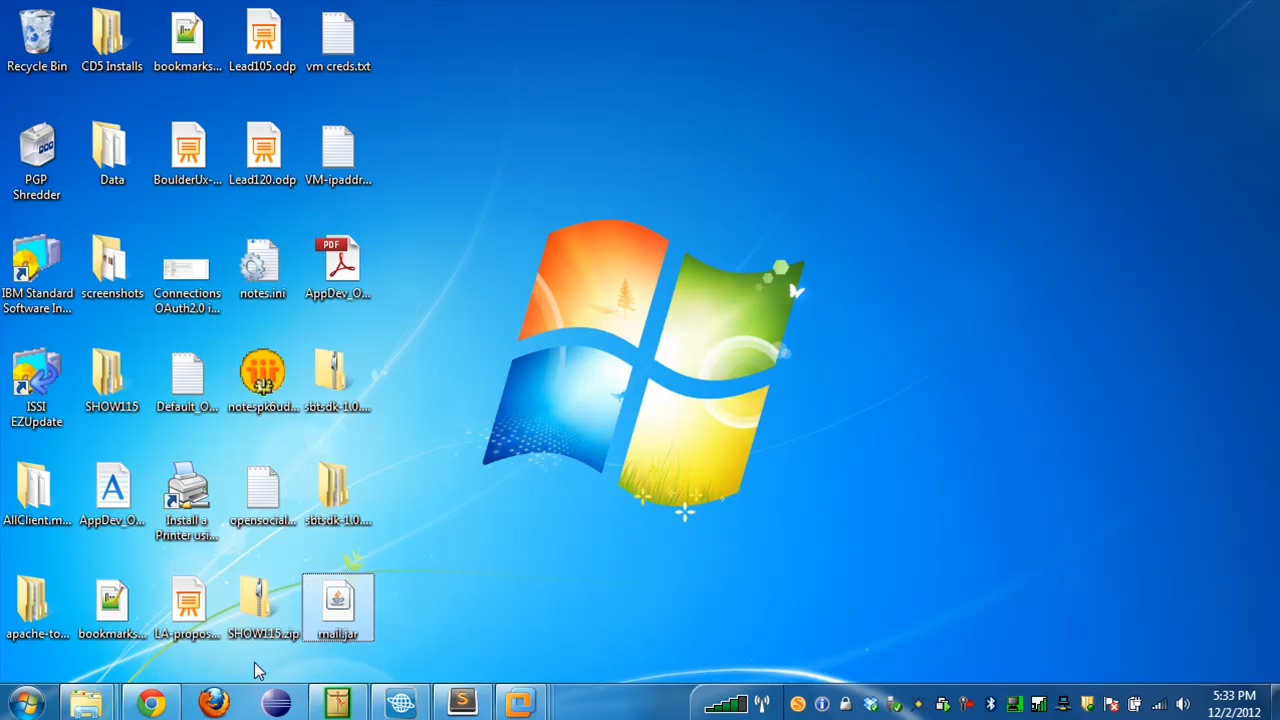 Recycle Bin
CD5 Installs
bookmarks...
Lead105.odp
vm creds.txt
PGP
Shredder
Data
BoulderUx-...
Lead120.odp
VM-ipaddr...
IBM Standard
Software In...
screenshots
Connections
OAuth2.0 i...
notes.ini
PDF
AppDev_O...
ISSI
EZUpdate
SHOW115
Default_O...
notespk6ud...
sbtsdk-1.0....
AllClient.m...
AppDev_O...
Install a
Printer usi...
opensocial...
sbtsdk-1.0....
apache-to...
bookmarks...
LA-propos...
SHOW115.zip
mail.jar
5:33 PM
12/2/2012